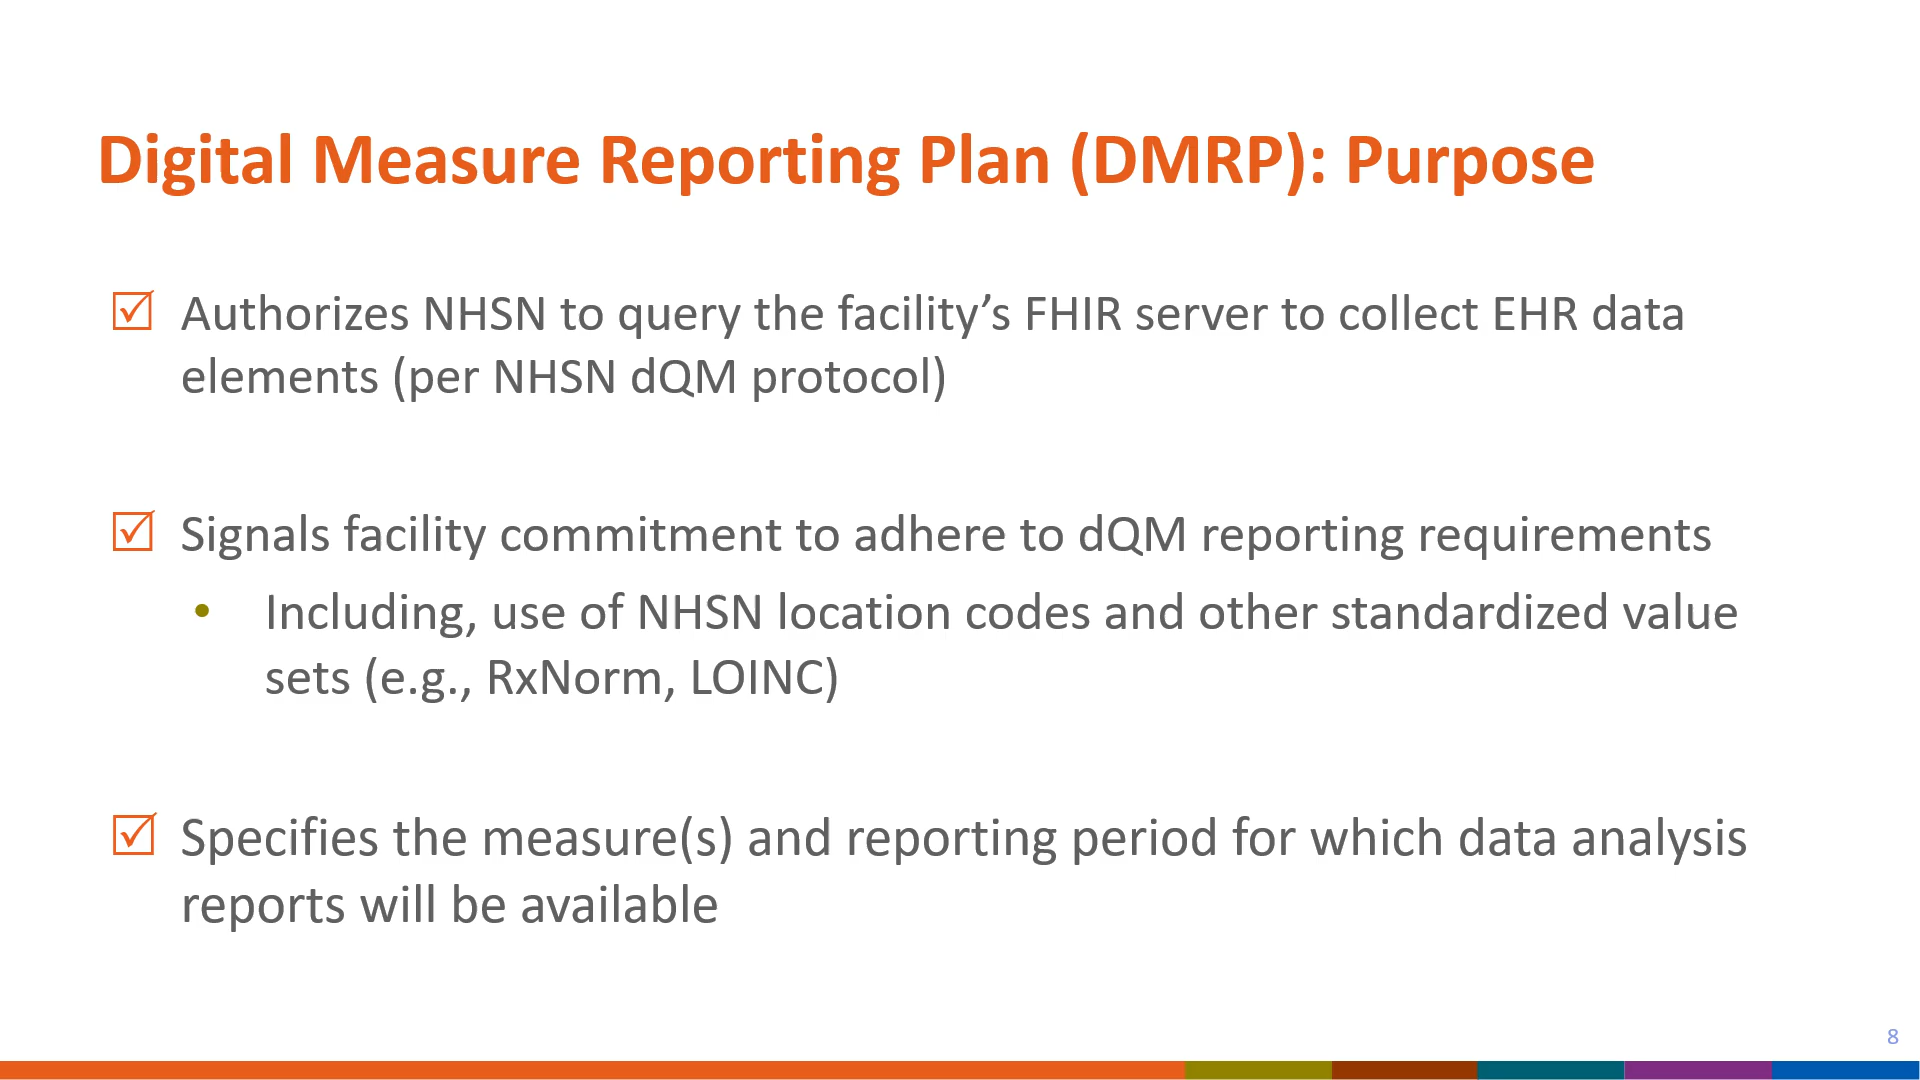 Digital Measure Reporting Plan (DMRP): Purpose
☑ Authorizes NHSN to query the facility’s FHIR server to collect EHR data
elements (per NHSN dQM protocol)
☑ Signals facility commitment to adhere to dQM reporting requirements
• Including, use of NHSN location codes and other standardized value
sets (e.g., RxNorm, LOINC)
☑ Specifies the measure(s) and reporting period for which data analysis
reports will be available
8